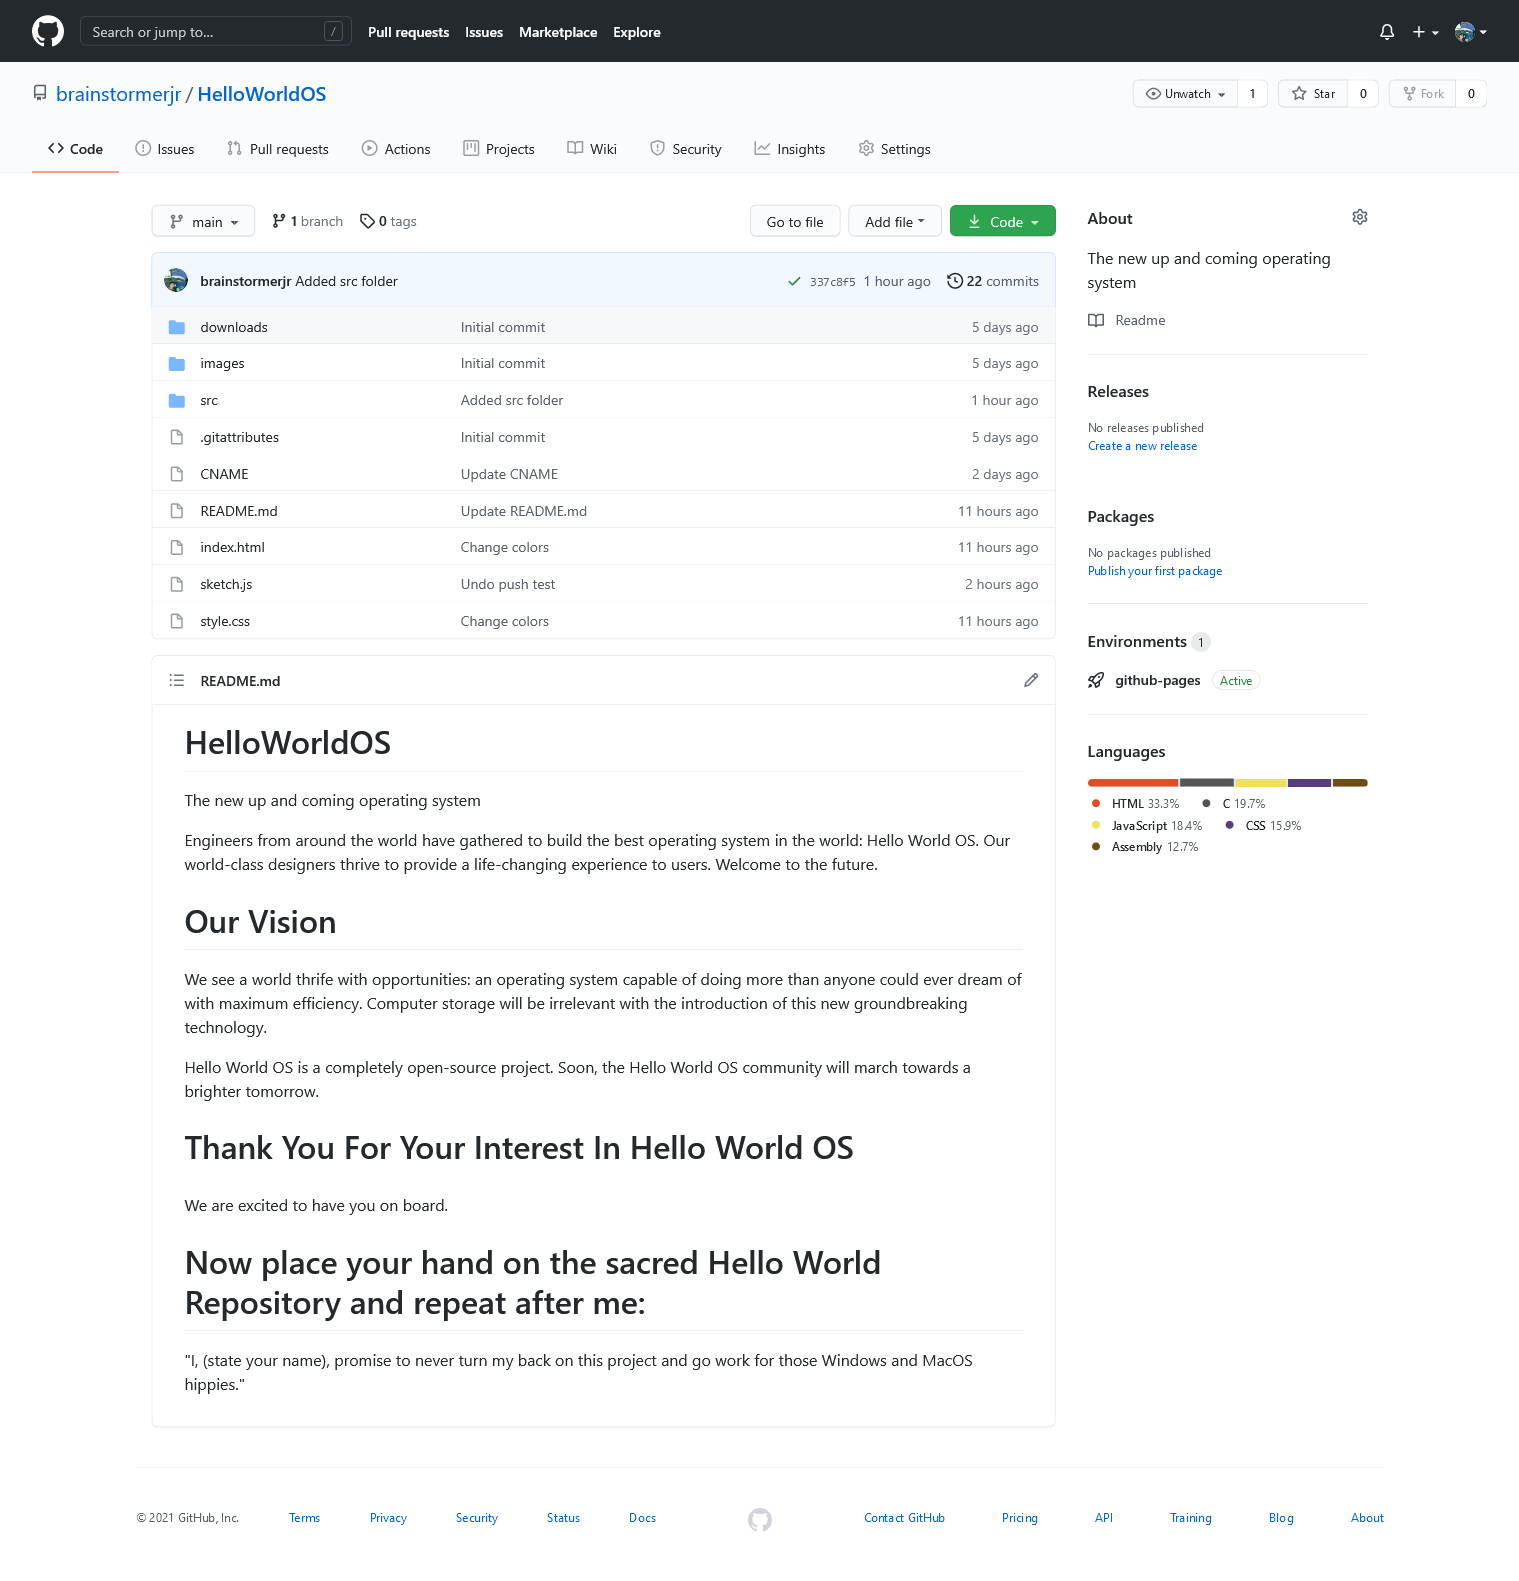 Search or jump to... /
Pull requests Issues Marketplace Explore
brainstormerjr / HelloWorldOS
Unwatch 1 Star 0 Fork 0
Code Issues Pull requests Actions Projects Wiki Security Insights Settings
main 1 branch 0 tags
Go to file Add file Code
brainstormerjr Added src folder 337c8f5 1 hour ago 22 commits
downloads Initial commit 5 days ago
images Initial commit 5 days ago
src Added src folder 1 hour ago
.gitattributes Initial commit 5 days ago
CNAME Update CNAME 2 days ago
README.md Update README.md 11 hours ago
index.html Change colors 11 hours ago
sketch.js Undo push test 2 hours ago
style.css Change colors 11 hours ago
README.md
HelloWorldOS
The new up and coming operating system
Engineers from around the world have gathered to build the best operating system in the world: Hello World OS. Our
world-class designers thrive to provide a life-changing experience to users. Welcome to the future.
Our Vision
We see a world thrife with opportunities: an operating system capable of doing more than anyone could ever dream of
with maximum efficiency. Computer storage will be irrelevant with the introduction of this new groundbreaking
technology.
Hello World OS is a completely open-source project. Soon, the Hello World OS community will march towards a
brighter tomorrow.
Thank You For Your Interest In Hello World OS
We are excited to have you on board.
Now place your hand on the sacred Hello World
Repository and repeat after me:
"I, (state your name), promise to never turn my back on this project and go work for those Windows and MacOS
hippies."
About
The new up and coming operating
system
Readme
Releases
No releases published
Create a new release
Packages
No packages published
Publish your first package
Environments 1
github-pages Active
Languages
HTML 33.3% C 19.7%
JavaScript 18.4% CSS 15.9%
Assembly 12.7%
© 2021 GitHub, Inc. Terms Privacy Security Status Docs Contact GitHub Pricing API Training Blog About